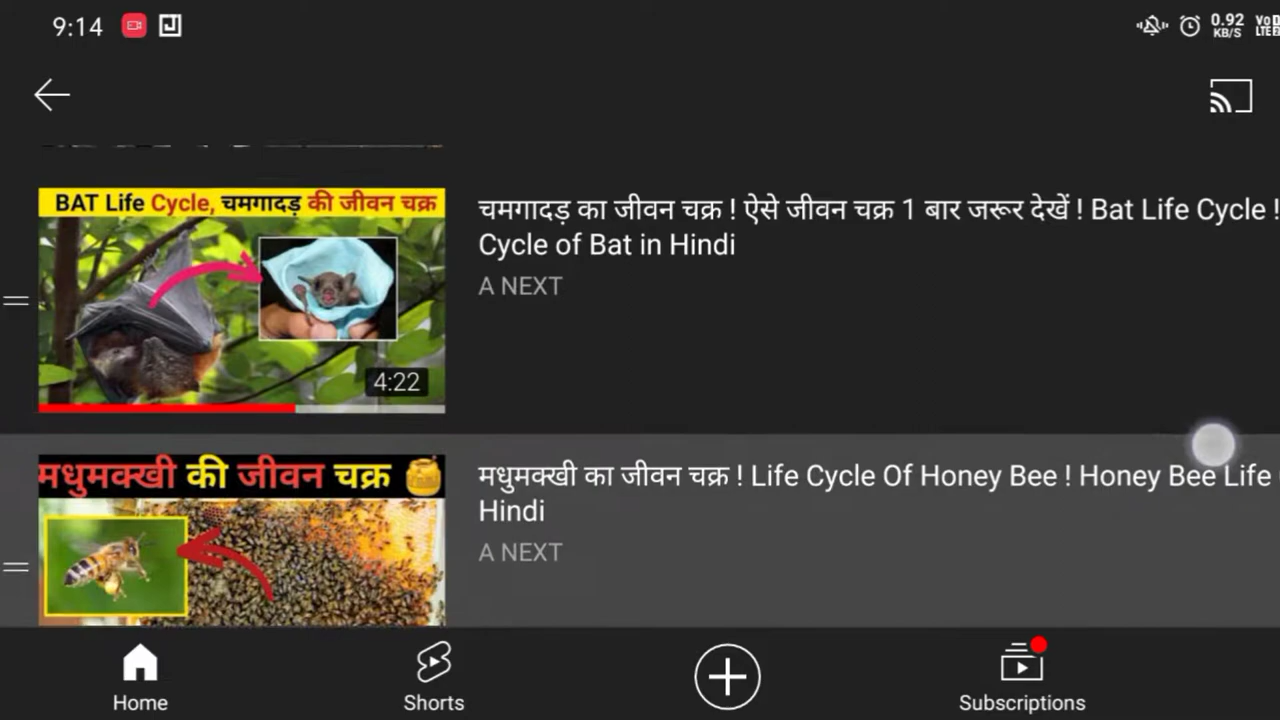 9:14
0.92
KB/S
VoD
LTE2
BAT Life Cycle, चमगादड़ की जीवन चक्र
4:22
चमगादड़ का जीवन चक्र ! ऐसे जीवन चक्र 1 बार जरूर देखें ! Bat Life Cycle !
Cycle of Bat in Hindi
A NEXT
मधुमक्खी की जीवन चक्र
मधुमक्खी का जीवन चक्र ! Life Cycle Of Honey Bee ! Honey Bee Life
Hindi
A NEXT
Home
Shorts
Subscriptions